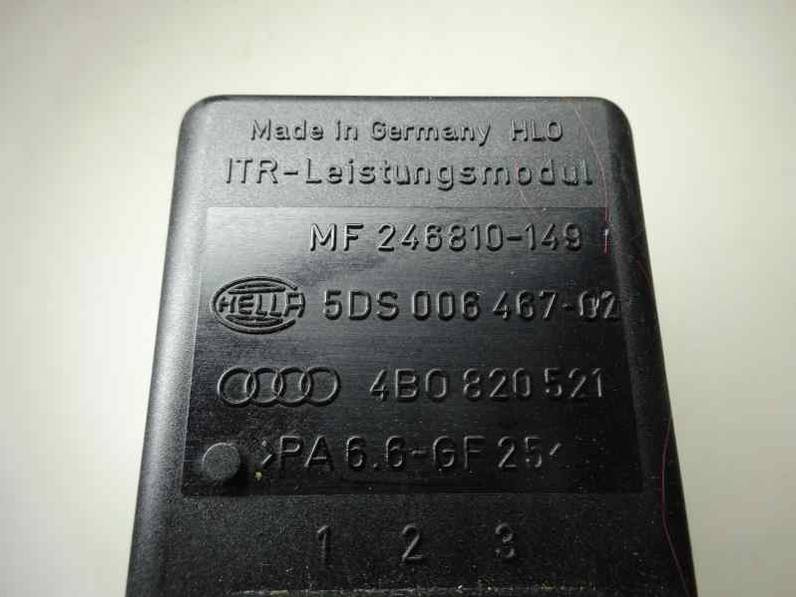 Made in Germany HLO
ITR-Leistungsmodul
MF 246810-149
HELLA 5DS 006 467-02
4B0 820 521
>PA 6.6-GF 25<
1 2 3